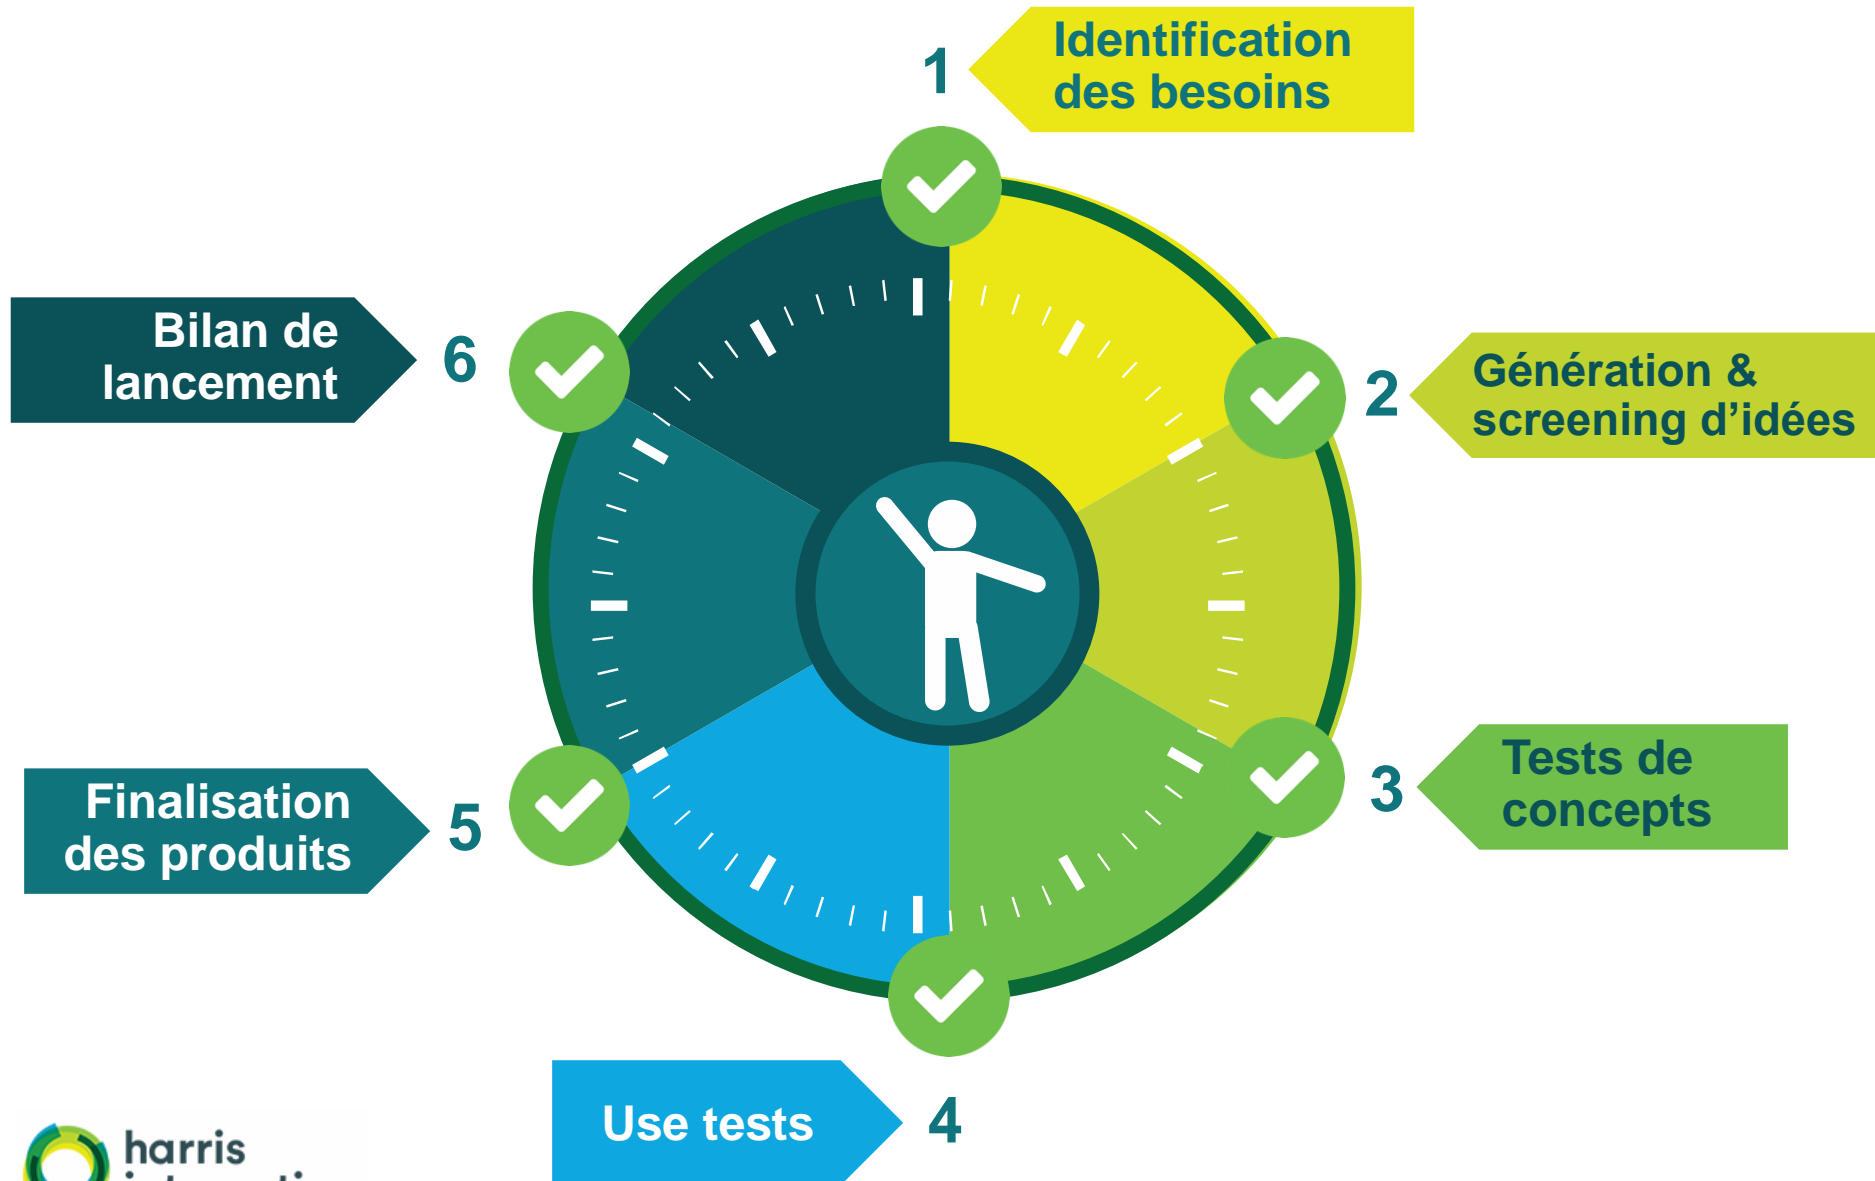 1
Identification
des besoins
2
Génération &
screening d’idées
3
Tests de
concepts
4
Use tests
5
Finalisation
des produits
6
Bilan de
lancement
harris